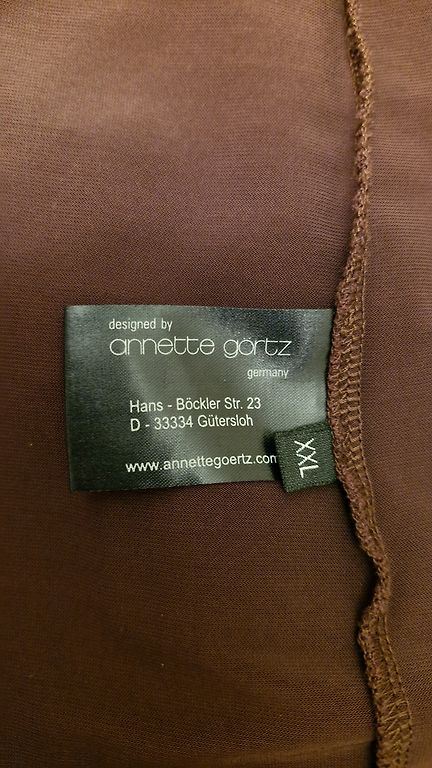 designed by
annette görtz
germany
Hans - Böckler Str. 23
D - 33334 Gütersloh
www.annettegoertz.com
XXL